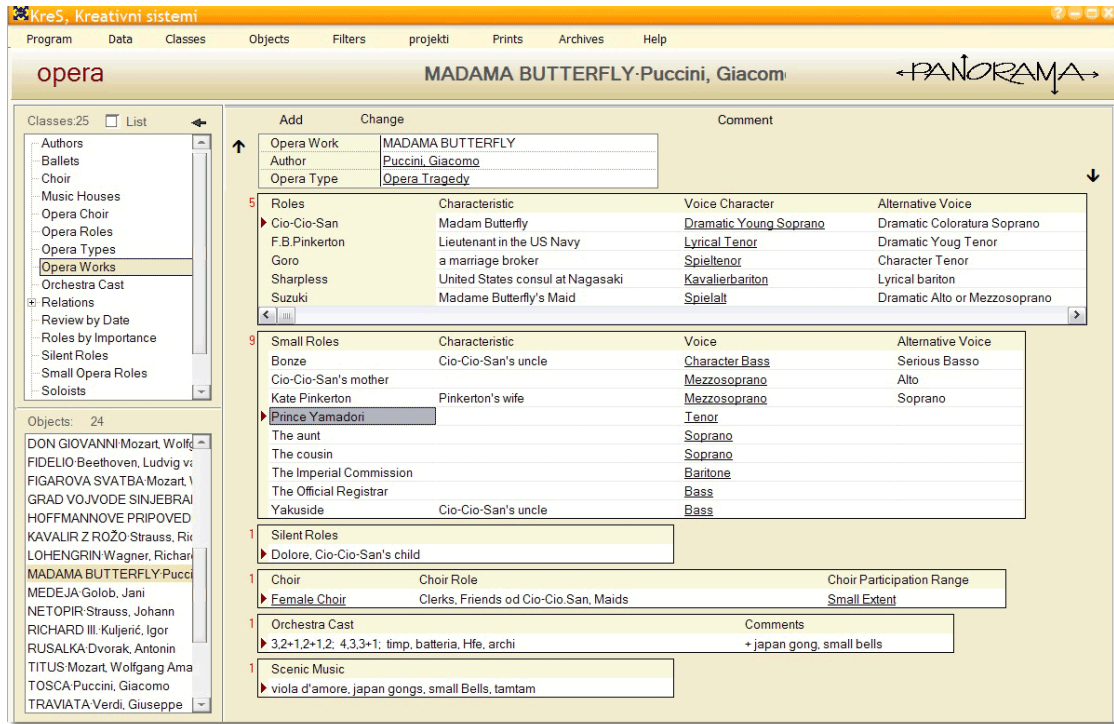 KreS, Kreativni sistemi
Program Data Classes Objects Filters projekti Prints Archives Help
opera MADAMA BUTTERFLY·Puccini, Giacom PANORAMA
Classes:25 List
Authors
Ballets
Choir
Music Houses
Opera Choir
Opera Roles
Opera Types
Opera Works
Orchestra Cast
Relations
Review by Date
Roles by Importance
Silent Roles
Small Opera Roles
Soloists
Objects: 24
DON GIOVANNI·Mozart, Wolfg
FIDELIO·Beethoven, Ludvig va
FIGAROVA SVATBA·Mozart, W
GRAD VOJVODE SINJEBRAI
HOFFMANNOVE PRIPOVED
KAVALIR Z ROŽO·Strauss, Ric
LOHENGRIN·Wagner, Richard
MADAMA BUTTERFLY·Pucci
MEDEJA·Golob, Jani
NETOPIR·Strauss, Johann
RICHARD III.·Kuljerić, Igor
RUSALKA·Dvorak, Antonin
TITUS·Mozart, Wolfgang Ama
TOSCA·Puccini, Giacomo
TRAVIATA·Verdi, Giuseppe
Add Change Comment
Opera Work MADAMA BUTTERFLY
Author Puccini, Giacomo
Opera Type Opera Tragedy
5 Roles Characteristic Voice Character Alternative Voice
Cio-Cio-San Madam Butterfly Dramatic Young Soprano Dramatic Coloratura Soprano
F.B.Pinkerton Lieutenant in the US Navy Lyrical Tenor Dramatic Youg Tenor
Goro a marriage broker Spieltenor Character Tenor
Sharpless United States consul at Nagasaki Kavalierbariton Lyrical bariton
Suzuki Madame Butterfly's Maid Spielalt Dramatic Alto or Mezzosoprano
9 Small Roles Characteristic Voice Alternative Voice
Bonze Cio-Cio-San's uncle Character Bass Serious Basso
Cio-Cio-San's mother Mezzosoprano Alto
Kate Pinkerton Pinkerton's wife Mezzosoprano Soprano
Prince Yamadori Tenor
The aunt Soprano
The cousin Soprano
The Imperial Commission Baritone
The Official Registrar Bass
Yakuside Cio-Cio-San's uncle Bass
1 Silent Roles
Dolore, Cio-Cio-San's child
1 Choir Choir Role Choir Participation Range
Female Choir Clerks, Friends od Cio-Cio.San, Maids Small Extent
1 Orchestra Cast Comments
3,2+1,2+1,2; 4,3,3+1; timp, batteria, Hfe, archi + japan gong, small bells
1 Scenic Music
viola d'amore, japan gongs, small Bells, tamtam